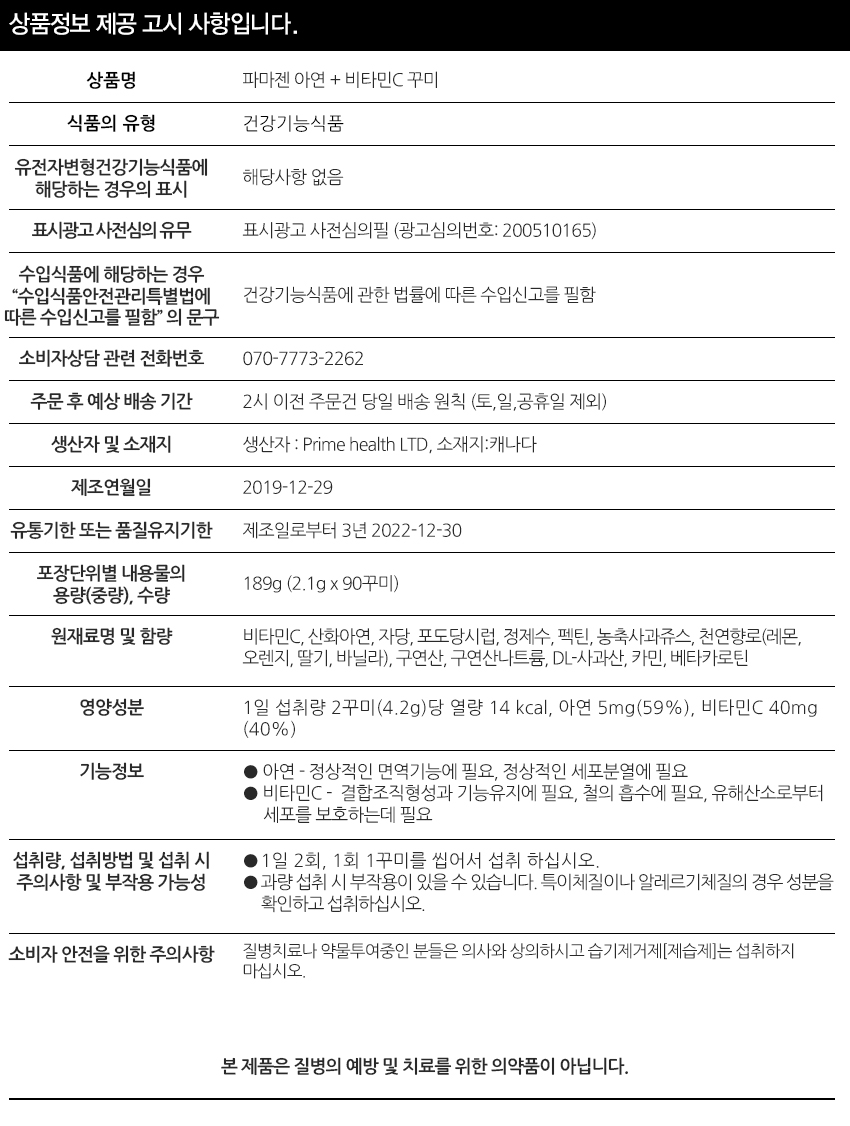 상품정보 제공 고시 사항입니다.
상품명
파마젠 아연 + 비타민C 꾸미
식품의 유형
건강기능식품
유전자변형건강기능식품에
해당하는 경우의 표시
해당사항 없음
표시광고 사전심의 유무
표시광고 사전심의필 (광고심의번호: 200510165)
수입식품에 해당하는 경우
“수입식품안전관리특별법에
따른 수입신고를 필함” 의 문구
건강기능식품에 관한 법률에 따른 수입신고를 필함
소비자상담 관련 전화번호
070-7773-2262
주문 후 예상 배송 기간
2시 이전 주문건 당일 배송 원칙 (토,일,공휴일 제외)
생산자 및 소재지
생산자 : Prime health LTD, 소재지:캐나다
제조연월일
2019-12-29
유통기한 또는 품질유지기한
제조일로부터 3년 2022-12-30
포장단위별 내용물의
용량(중량), 수량
189g (2.1g x 90꾸미)
원재료명 및 함량
비타민C, 산화아연, 자당, 포도당시럽, 정제수, 펙틴, 농축사과쥬스, 천연향로(레몬,
오렌지, 딸기, 바닐라), 구연산, 구연산나트륨, DL-사과산, 카민, 베타카로틴
영양성분
1일 섭취량 2꾸미(4.2g)당 열량 14 kcal, 아연 5mg(59%), 비타민C 40mg
(40%)
기능정보
● 아연 - 정상적인 면역기능에 필요, 정상적인 세포분열에 필요
● 비타민C - 결합조직형성과 기능유지에 필요, 철의 흡수에 필요, 유해산소로부터
세포를 보호하는데 필요
섭취량, 섭취방법 및 섭취 시
주의사항 및 부작용 가능성
● 1일 2회, 1회 1꾸미를 씹어서 섭취 하십시오.
● 과량 섭취 시 부작용이 있을 수 있습니다. 특이체질이나 알레르기체질의 경우 성분을
확인하고 섭취하십시오.
소비자 안전을 위한 주의사항
질병치료나 약물투여중인 분들은 의사와 상의하시고 습기제거제[제습제]는 섭취하지
마십시오.
본 제품은 질병의 예방 및 치료를 위한 의약품이 아닙니다.